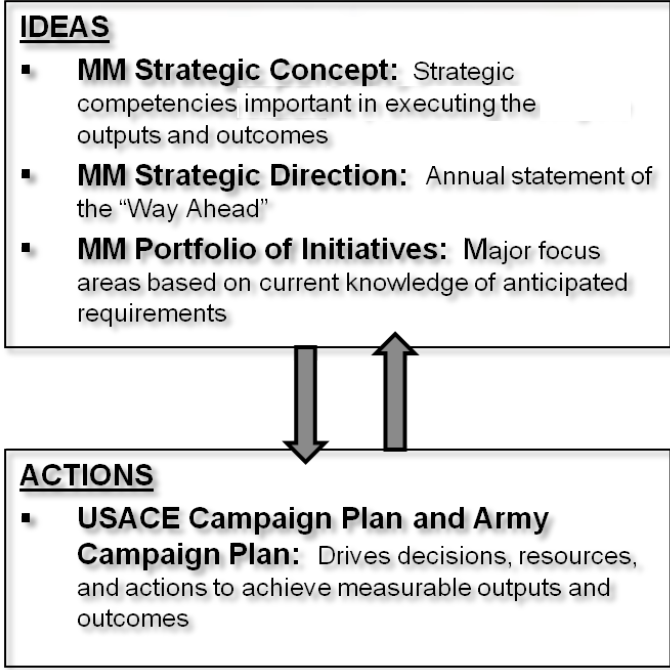 IDEAS
▪ MM Strategic Concept: Strategic
competencies important in executing the
outputs and outcomes
▪ MM Strategic Direction: Annual statement of
the “Way Ahead”
▪ MM Portfolio of Initiatives: Major focus
areas based on current knowledge of anticipated
requirements
ACTIONS
▪ USACE Campaign Plan and Army
Campaign Plan: Drives decisions, resources,
and actions to achieve measurable outputs and
outcomes